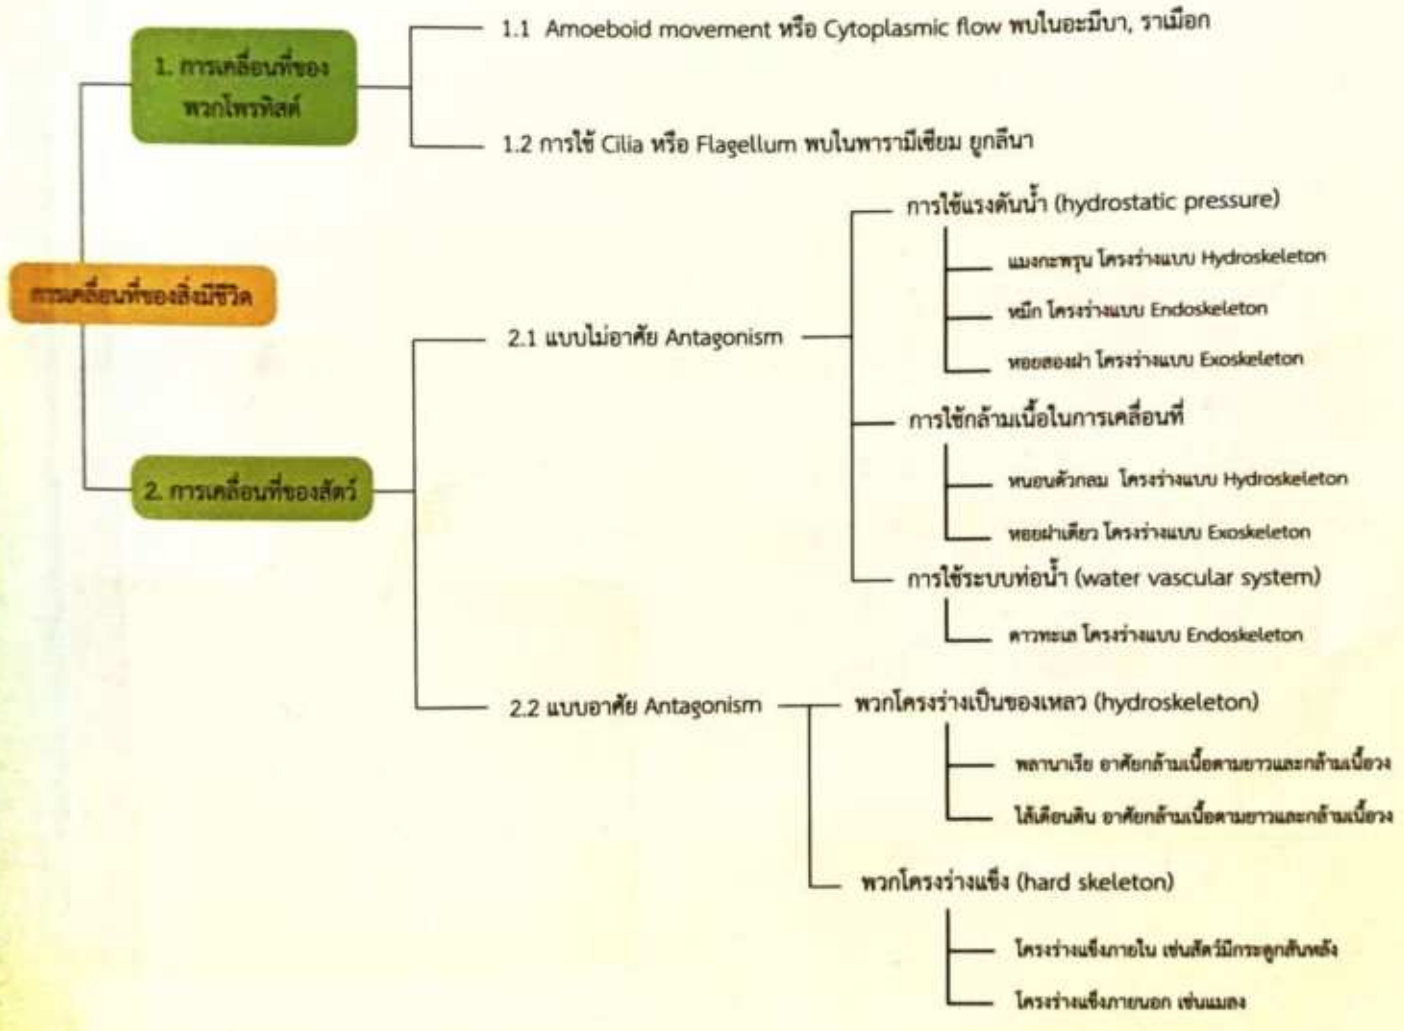 1. การเคลื่อนที่ของ
พวกโพรทิสต์
1.1 Amoeboid movement หรือ Cytoplasmic flow พบในอะมีบา, ราเมือก
1.2 การใช้ Cilia หรือ Flagellum พบในพารามีเซียม ยูกลีนา
การเคลื่อนที่ของสิ่งมีชีวิต
2. การเคลื่อนที่ของสัตว์
2.1 แบบไม่อาศัย Antagonism
การใช้แรงดันน้ำ (hydrostatic pressure)
แมงกะพรุน โครงร่างแบบ Hydroskeleton
หมึก โครงร่างแบบ Endoskeleton
หอยสองฝา โครงร่างแบบ Exoskeleton
การใช้กล้ามเนื้อในการเคลื่อนที่
หนอนตัวกลม โครงร่างแบบ Hydroskeleton
หอยฝาเดียว โครงร่างแบบ Exoskeleton
การใช้ระบบท่อน้ำ (water vascular system)
ดาวทะเล โครงร่างแบบ Endoskeleton
2.2 แบบอาศัย Antagonism
พวกโครงร่างเป็นของเหลว (hydroskeleton)
พลานาเรีย อาศัยกล้ามเนื้อตามยาวและกล้ามเนื้อวง
ไส้เดือนดิน อาศัยกล้ามเนื้อตามยาวและกล้ามเนื้อวง
พวกโครงร่างแข็ง (hard skeleton)
โครงร่างแข็งภายใน เช่นสัตว์มีกระดูกสันหลัง
โครงร่างแข็งภายนอก เช่นแมลง